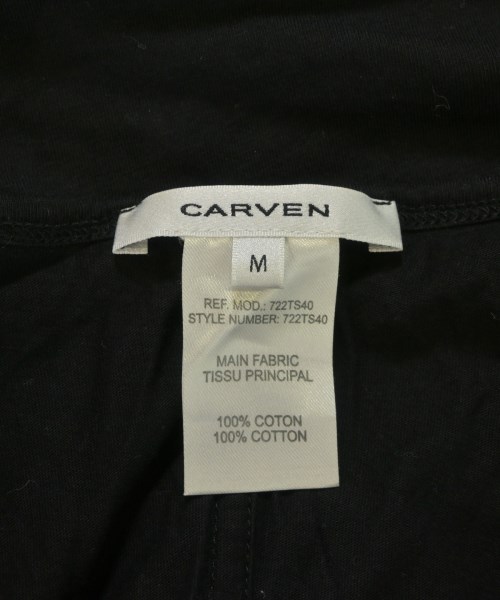 CARVEN
M
REF. MOD.: 722TS40
STYLE NUMBER: 722TS40
MAIN FABRIC
TISSU PRINCIPAL
100% COTON
100% COTTON